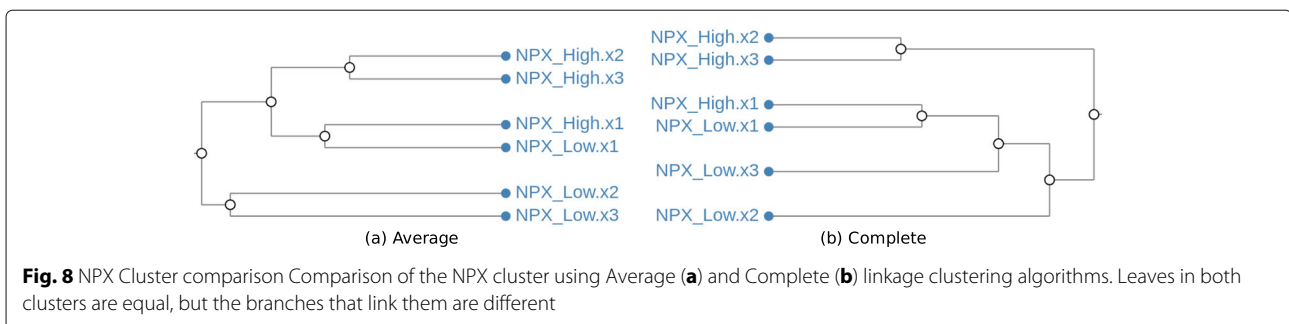 NPX_High.x2
NPX_High.x3
NPX_High.x1
NPX_Low.x1
NPX_Low.x2
NPX_Low.x3
(a) Average
NPX_High.x2
NPX_High.x3
NPX_High.x1
NPX_Low.x1
NPX_Low.x3
NPX_Low.x2
(b) Complete
Fig. 8 NPX Cluster comparison Comparison of the NPX cluster using Average (a) and Complete (b) linkage clustering algorithms. Leaves in both
clusters are equal, but the branches that link them are different